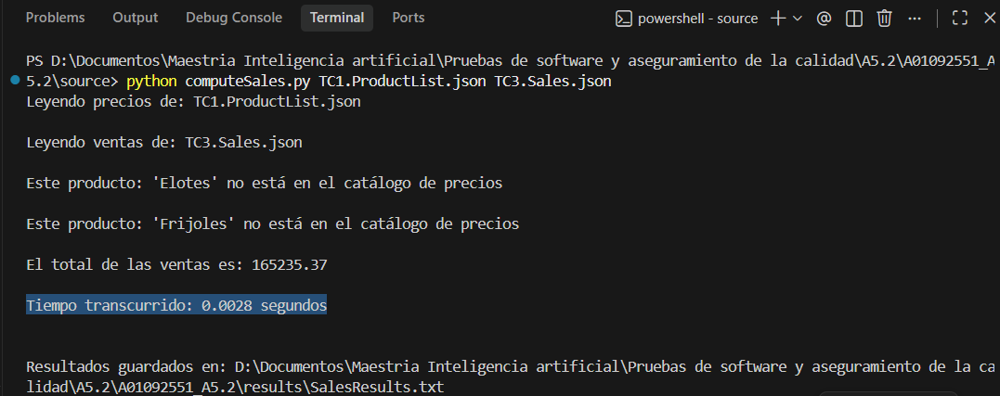 Problems Output Debug Console Terminal Ports powershell - source
PS D:\Documentos\Maestria Inteligencia artificial\Pruebas de software y aseguramiento de la calidad\A5.2\A01092551_A
5.2\source> python computeSales.py TC1.ProductList.json TC3.Sales.json
Leyendo precios de: TC1.ProductList.json
Leyendo ventas de: TC3.Sales.json
Este producto: 'Elotes' no está en el catálogo de precios
Este producto: 'Frijoles' no está en el catálogo de precios
El total de las ventas es: 165235.37
Tiempo transcurrido: 0.0028 segundos
Resultados guardados en: D:\Documentos\Maestria Inteligencia artificial\Pruebas de software y aseguramiento de la ca
lidad\A5.2\A01092551_A5.2\results\SalesResults.txt